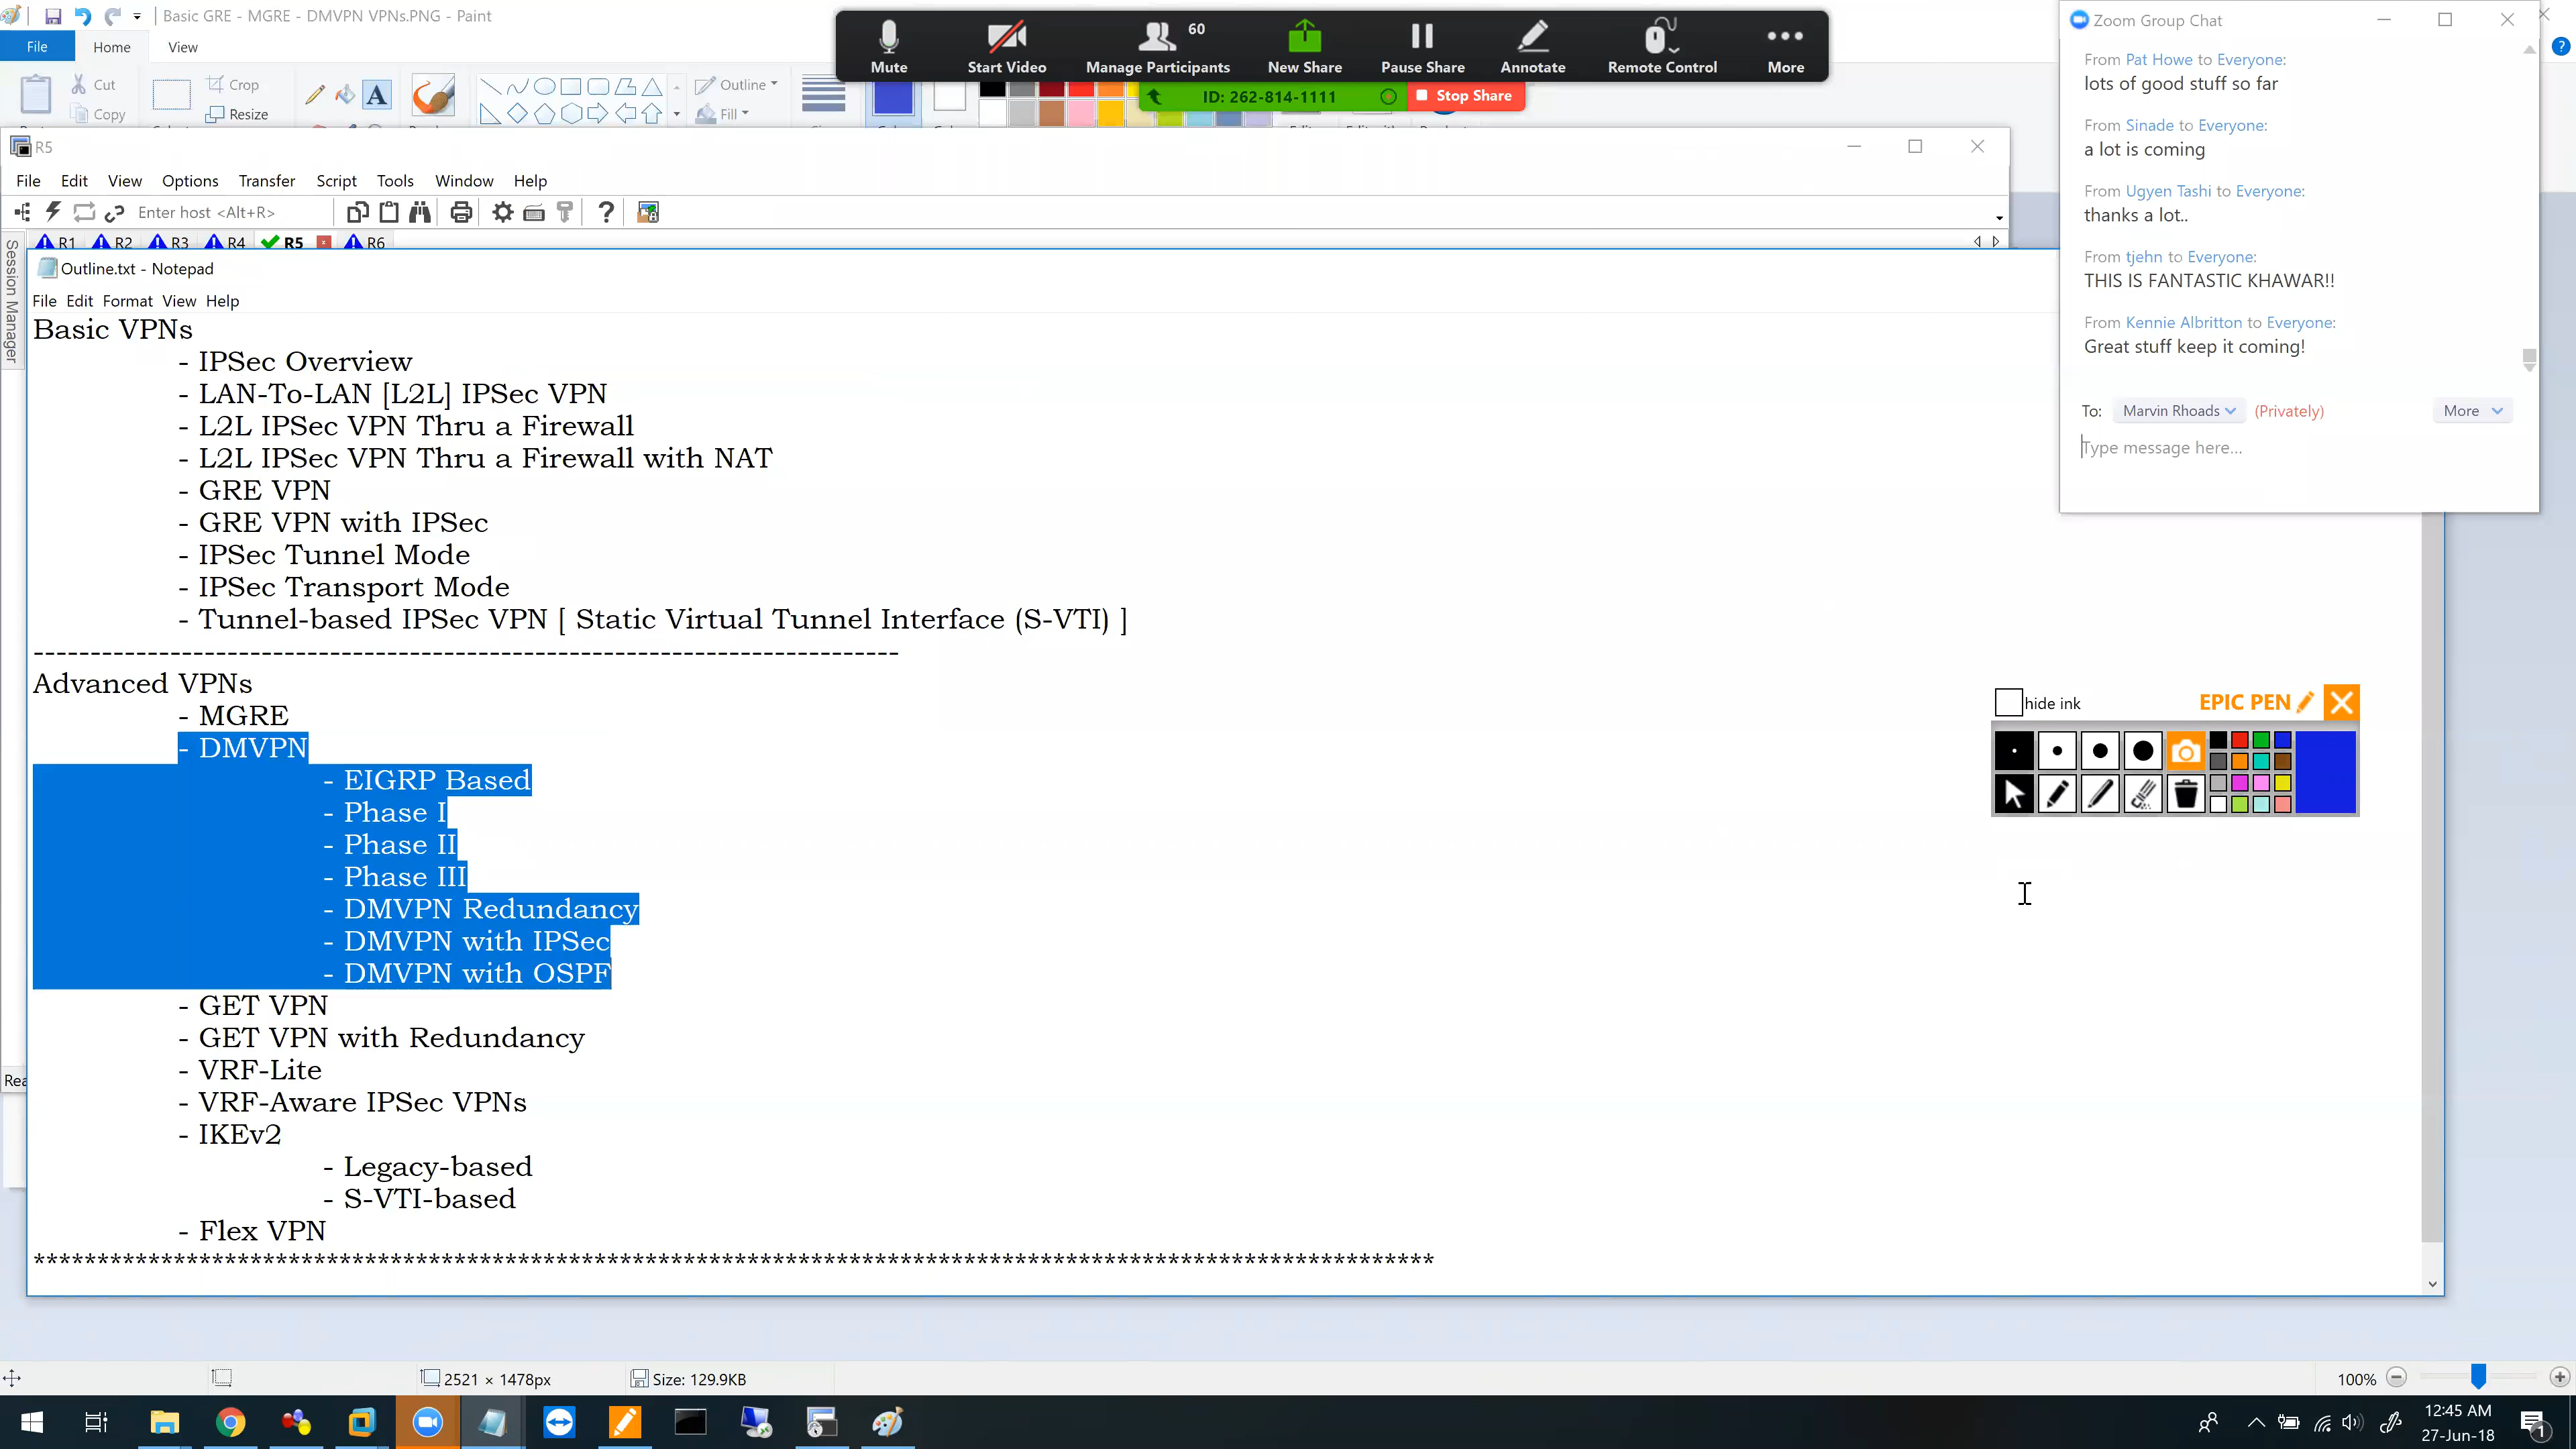 Basic GRE - MGRE - DMVPN VPNs.PNG - Paint
File Home View
Cut
Copy
Crop
Resize
A
Outline
Fill
Mute
Start Video
60
Manage Participants
New Share
Pause Share
Annotate
Remote Control
More
ID: 262-814-1111
Stop Share
R5
File Edit View Options Transfer Script Tools Window Help
Enter host <Alt+R>
R1 R2 R3 R4 R5 R6
Session Manager
Outline.txt - Notepad
File Edit Format View Help
Basic VPNs
- IPSec Overview
- LAN-To-LAN [L2L] IPSec VPN
- L2L IPSec VPN Thru a Firewall
- L2L IPSec VPN Thru a Firewall with NAT
- GRE VPN
- GRE VPN with IPSec
- IPSec Tunnel Mode
- IPSec Transport Mode
- Tunnel-based IPSec VPN [ Static Virtual Tunnel Interface (S-VTI) ]
------------------------------------------------------------------------------
Advanced VPNs
- MGRE
- DMVPN
- EIGRP Based
- Phase I
- Phase II
- Phase III
- DMVPN Redundancy
- DMVPN with IPSec
- DMVPN with OSPF
- GET VPN
- GET VPN with Redundancy
- VRF-Lite
- VRF-Aware IPSec VPNs
- IKEv2
- Legacy-based
- S-VTI-based
- Flex VPN
**************************************************************************************************************
Zoom Group Chat
From Pat Howe to Everyone:
lots of good stuff so far
From Sinade to Everyone:
a lot is coming
From Ugyen Tashi to Everyone:
thanks a lot..
From tjehn to Everyone:
THIS IS FANTASTIC KHAWAR!!
From Kennie Albritton to Everyone:
Great stuff keep it coming!
To: Marvin Rhoads (Privately) More
Type message here...
hide ink EPIC PEN
Rea
2521 × 1478px
Size: 129.9KB
100%
12:45 AM
27-Jun-18
1